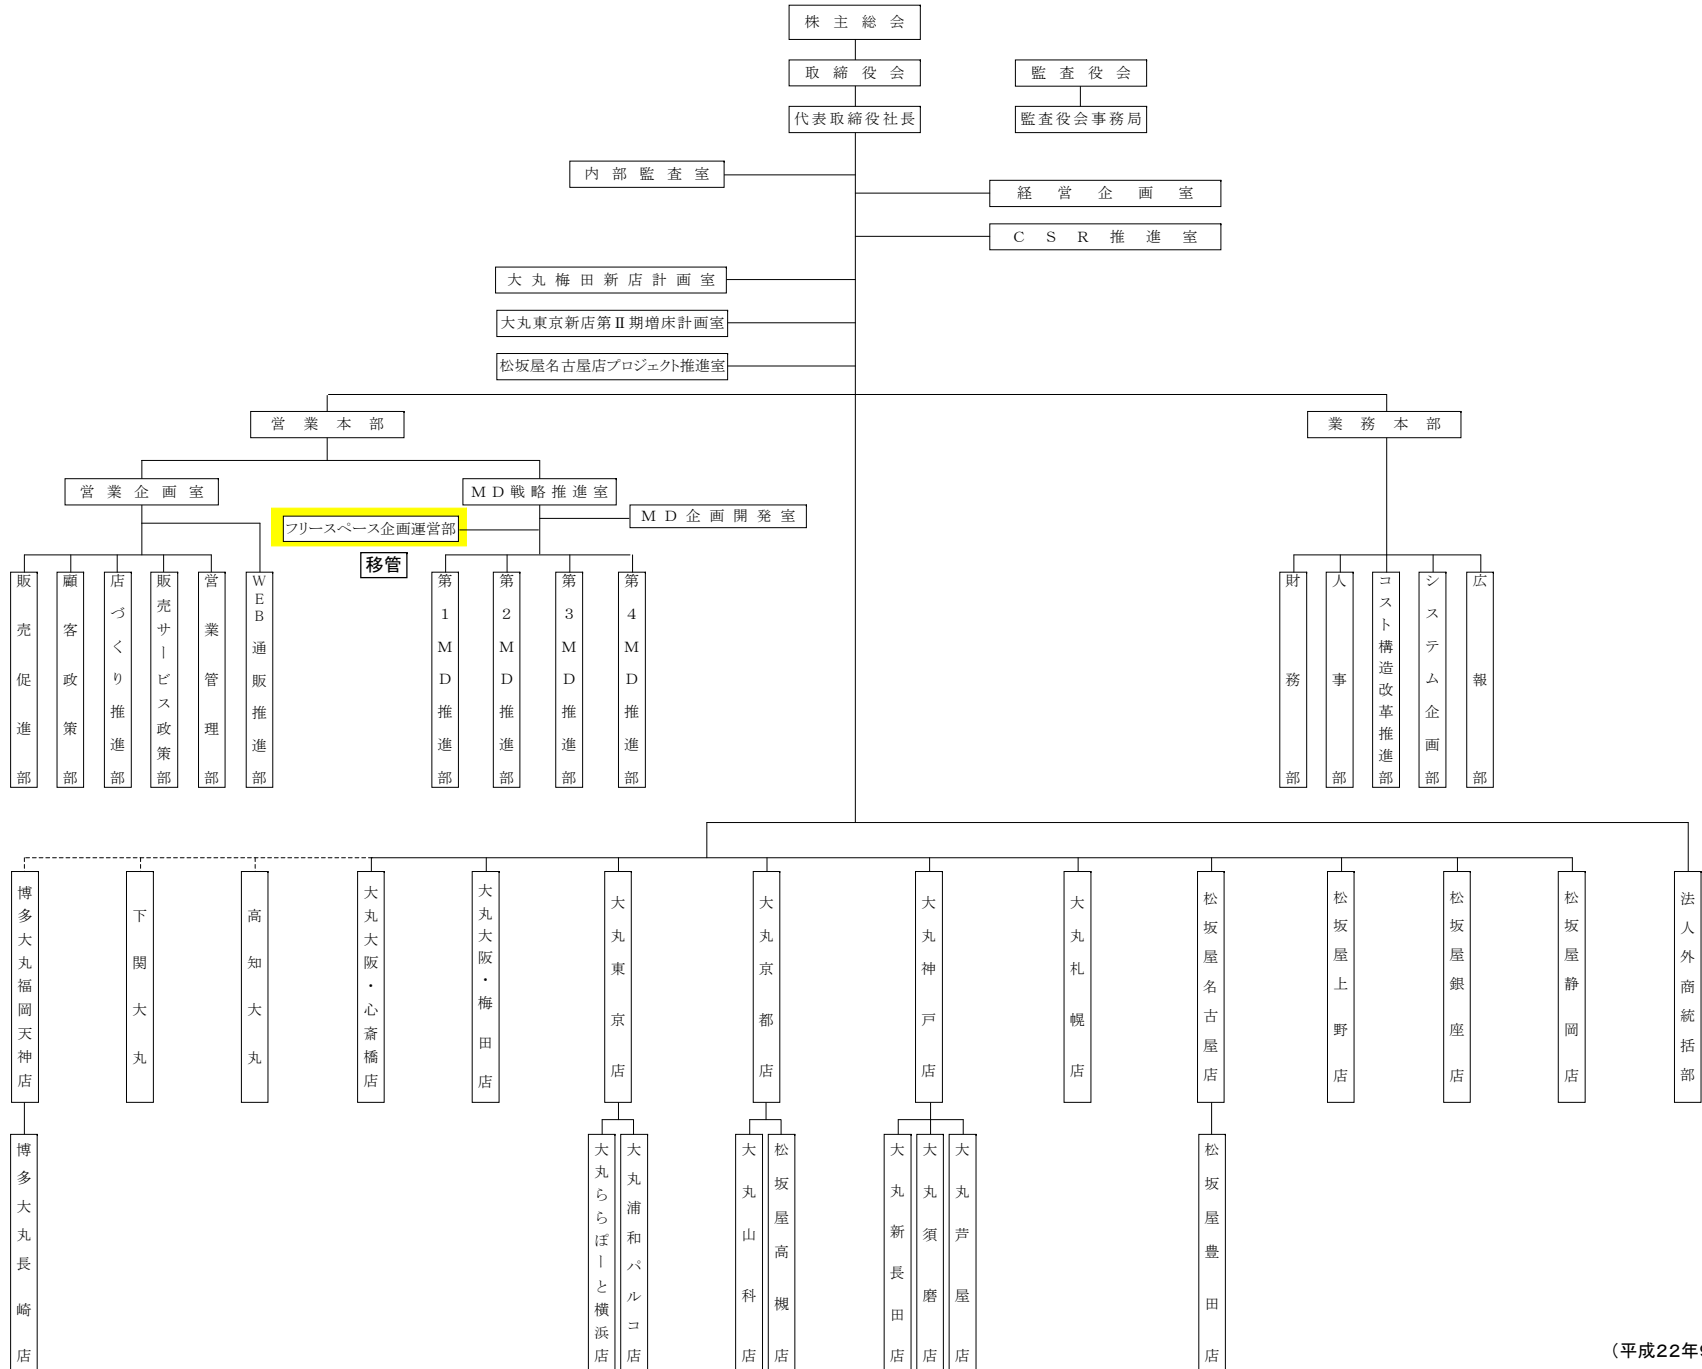 株主総会
取締役会
監査役会
代表取締役社長
監査役会事務局
内部監査室
経営企画室
CSR推進室
大丸梅田新店計画室
大丸東京新店第Ⅱ期増床計画室
松坂屋名古屋店プロジェクト推進室
営業本部
業務本部
営業企画室
MD戦略推進室
MD企画開発室
フリースペース企画運営部
移管
販売促進部
顧客政策部
店づくり推進部
販売サービス政策部
営業管理部
WEB通販推進部
第1MD推進部
第2MD推進部
第3MD推進部
第4MD推進部
財務部
人事部
コスト構造改革推進部
システム企画部
広報部
博多大丸福岡天神店
下関大丸
高知大丸
大丸大阪・心斎橋店
大丸大阪・梅田店
大丸東京店
大丸京都店
大丸神戸店
大丸札幌店
松坂屋名古屋店
松坂屋上野店
松坂屋銀座店
松坂屋静岡店
法人外商統括部
博多大丸長崎店
大丸ららぽーと横浜店
大丸浦和パルコ店
大丸山科店
松坂屋高槻店
大丸新長田店
大丸須磨店
大丸芦屋店
松坂屋豊田店
(平成22年